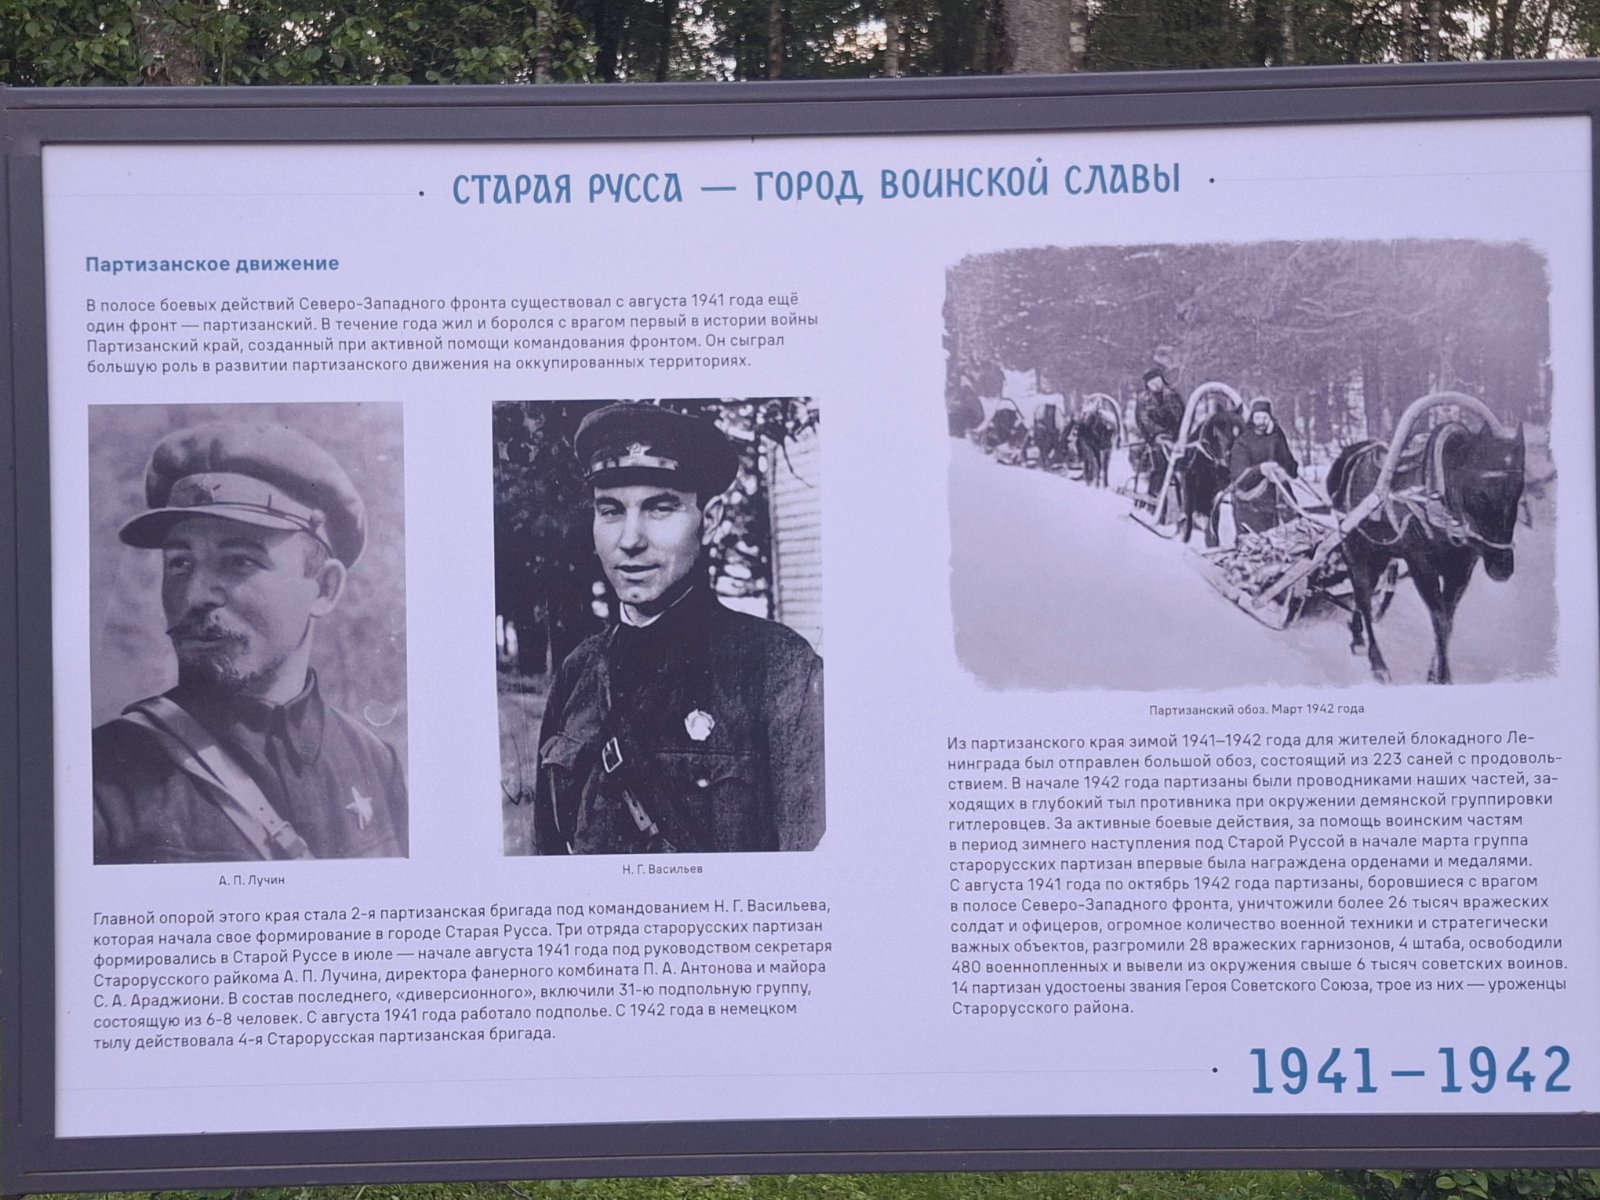 СТАРАЯ РУССА — ГОРОД ВОИНСКОЙ СЛАВЫ
Партизанское движение
В полосе боевых действий Северо-Западного фронта существовал с августа 1941 года ещё
один фронт — партизанский. В течение года жил и боролся с врагом первый в истории войны
Партизанский край, созданный при активной помощи командования фронтом. Он сыграл
большую роль в развитии партизанского движения на оккупированных территориях.
А. П. Лучин
Н. Г. Васильев
Главной опорой этого края стала 2-я партизанская бригада под командованием Н. Г. Васильева,
которая начала свое формирование в городе Старая Русса. Три отряда старорусских партизан
формировались в Старой Руссе в июле — начале августа 1941 года под руководством секретаря
Старорусского райкома А. П. Лучина, директора фанерного комбината П. А. Антонова и майора
С. А. Араджиони. В состав последнего, «диверсионного», включили 31-ю подпольную группу,
состоящую из 6-8 человек. С августа 1941 года работало подполье. С 1942 года в немецком
тылу действовала 4-я Старорусская партизанская бригада.
Партизанский обоз. Март 1942 года
Из партизанского края зимой 1941–1942 года для жителей блокадного Ле-
нинграда был отправлен большой обоз, состоящий из 223 саней с продоволь-
ствием. В начале 1942 года партизаны были проводниками наших частей, за-
ходящих в глубокий тыл противника при окружении демянской группировки
гитлеровцев. За активные боевые действия, за помощь воинским частям
в период зимнего наступления под Старой Руссой в начале марта группа
старорусских партизан впервые была награждена орденами и медалями.
С августа 1941 года по октябрь 1942 года партизаны, боровшиеся с врагом
в полосе Северо-Западного фронта, уничтожили более 26 тысяч вражеских
солдат и офицеров, огромное количество военной техники и стратегически
важных объектов, разгромили 28 вражеских гарнизонов, 4 штаба, освободили
480 военнопленных и вывели из окружения свыше 6 тысяч советских воинов.
14 партизан удостоены звания Героя Советского Союза, трое из них — уроженцы
Старорусского района.
1941 – 1942